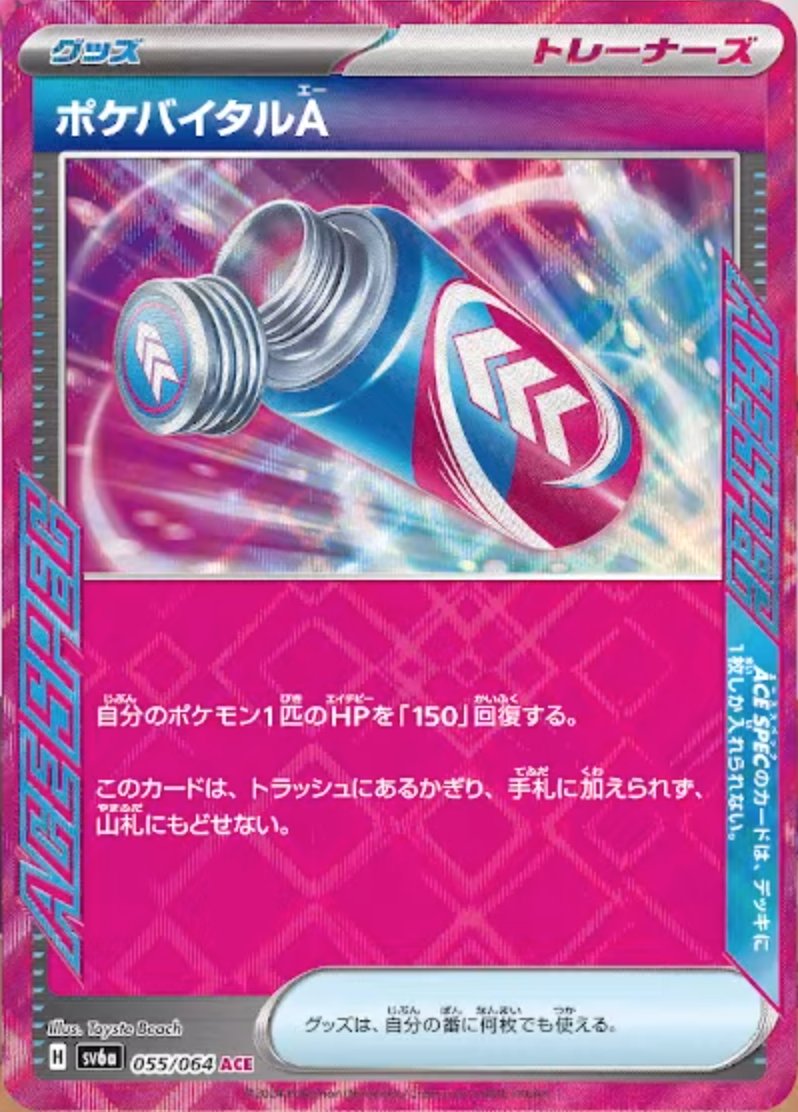 グッズ
トレーナーズ
ポケバイタルA
ACE SPEC
ACE SPEC
自分のポケモン1匹のHPを「150」回復する。
このカードは、トラッシュにあるかぎり、手札に加えられず、
山札にもどせない。
ACE SPECのカードは、デッキに
1枚しか入れられない。
グッズは、自分の番に何枚でも使える。
Illus. Toyste Beach
H sv6a 055/064 ACE